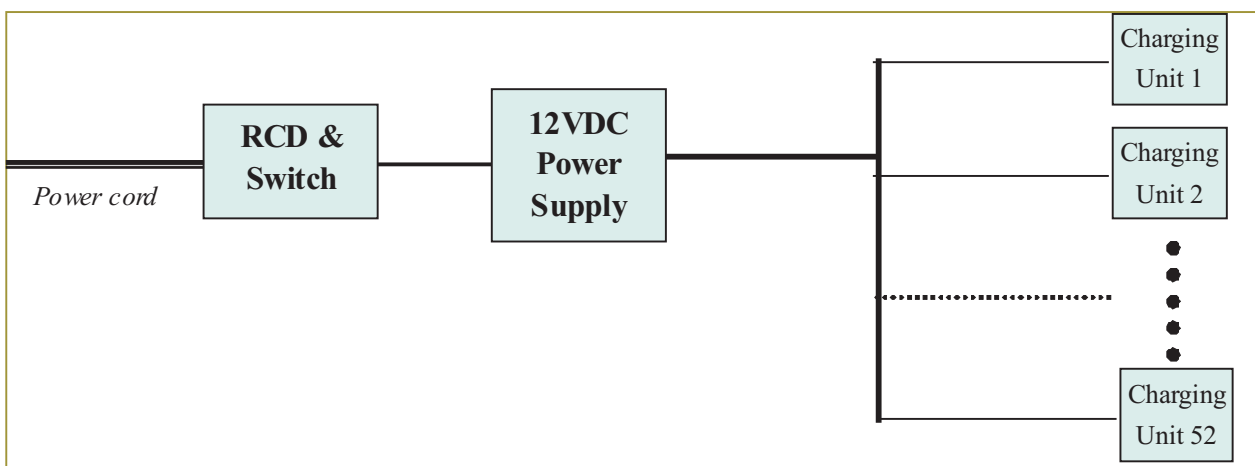 Power cord
RCD &
Switch
12VDC
Power
Supply
Charging
Unit 1
Charging
Unit 2
Charging
Unit 52